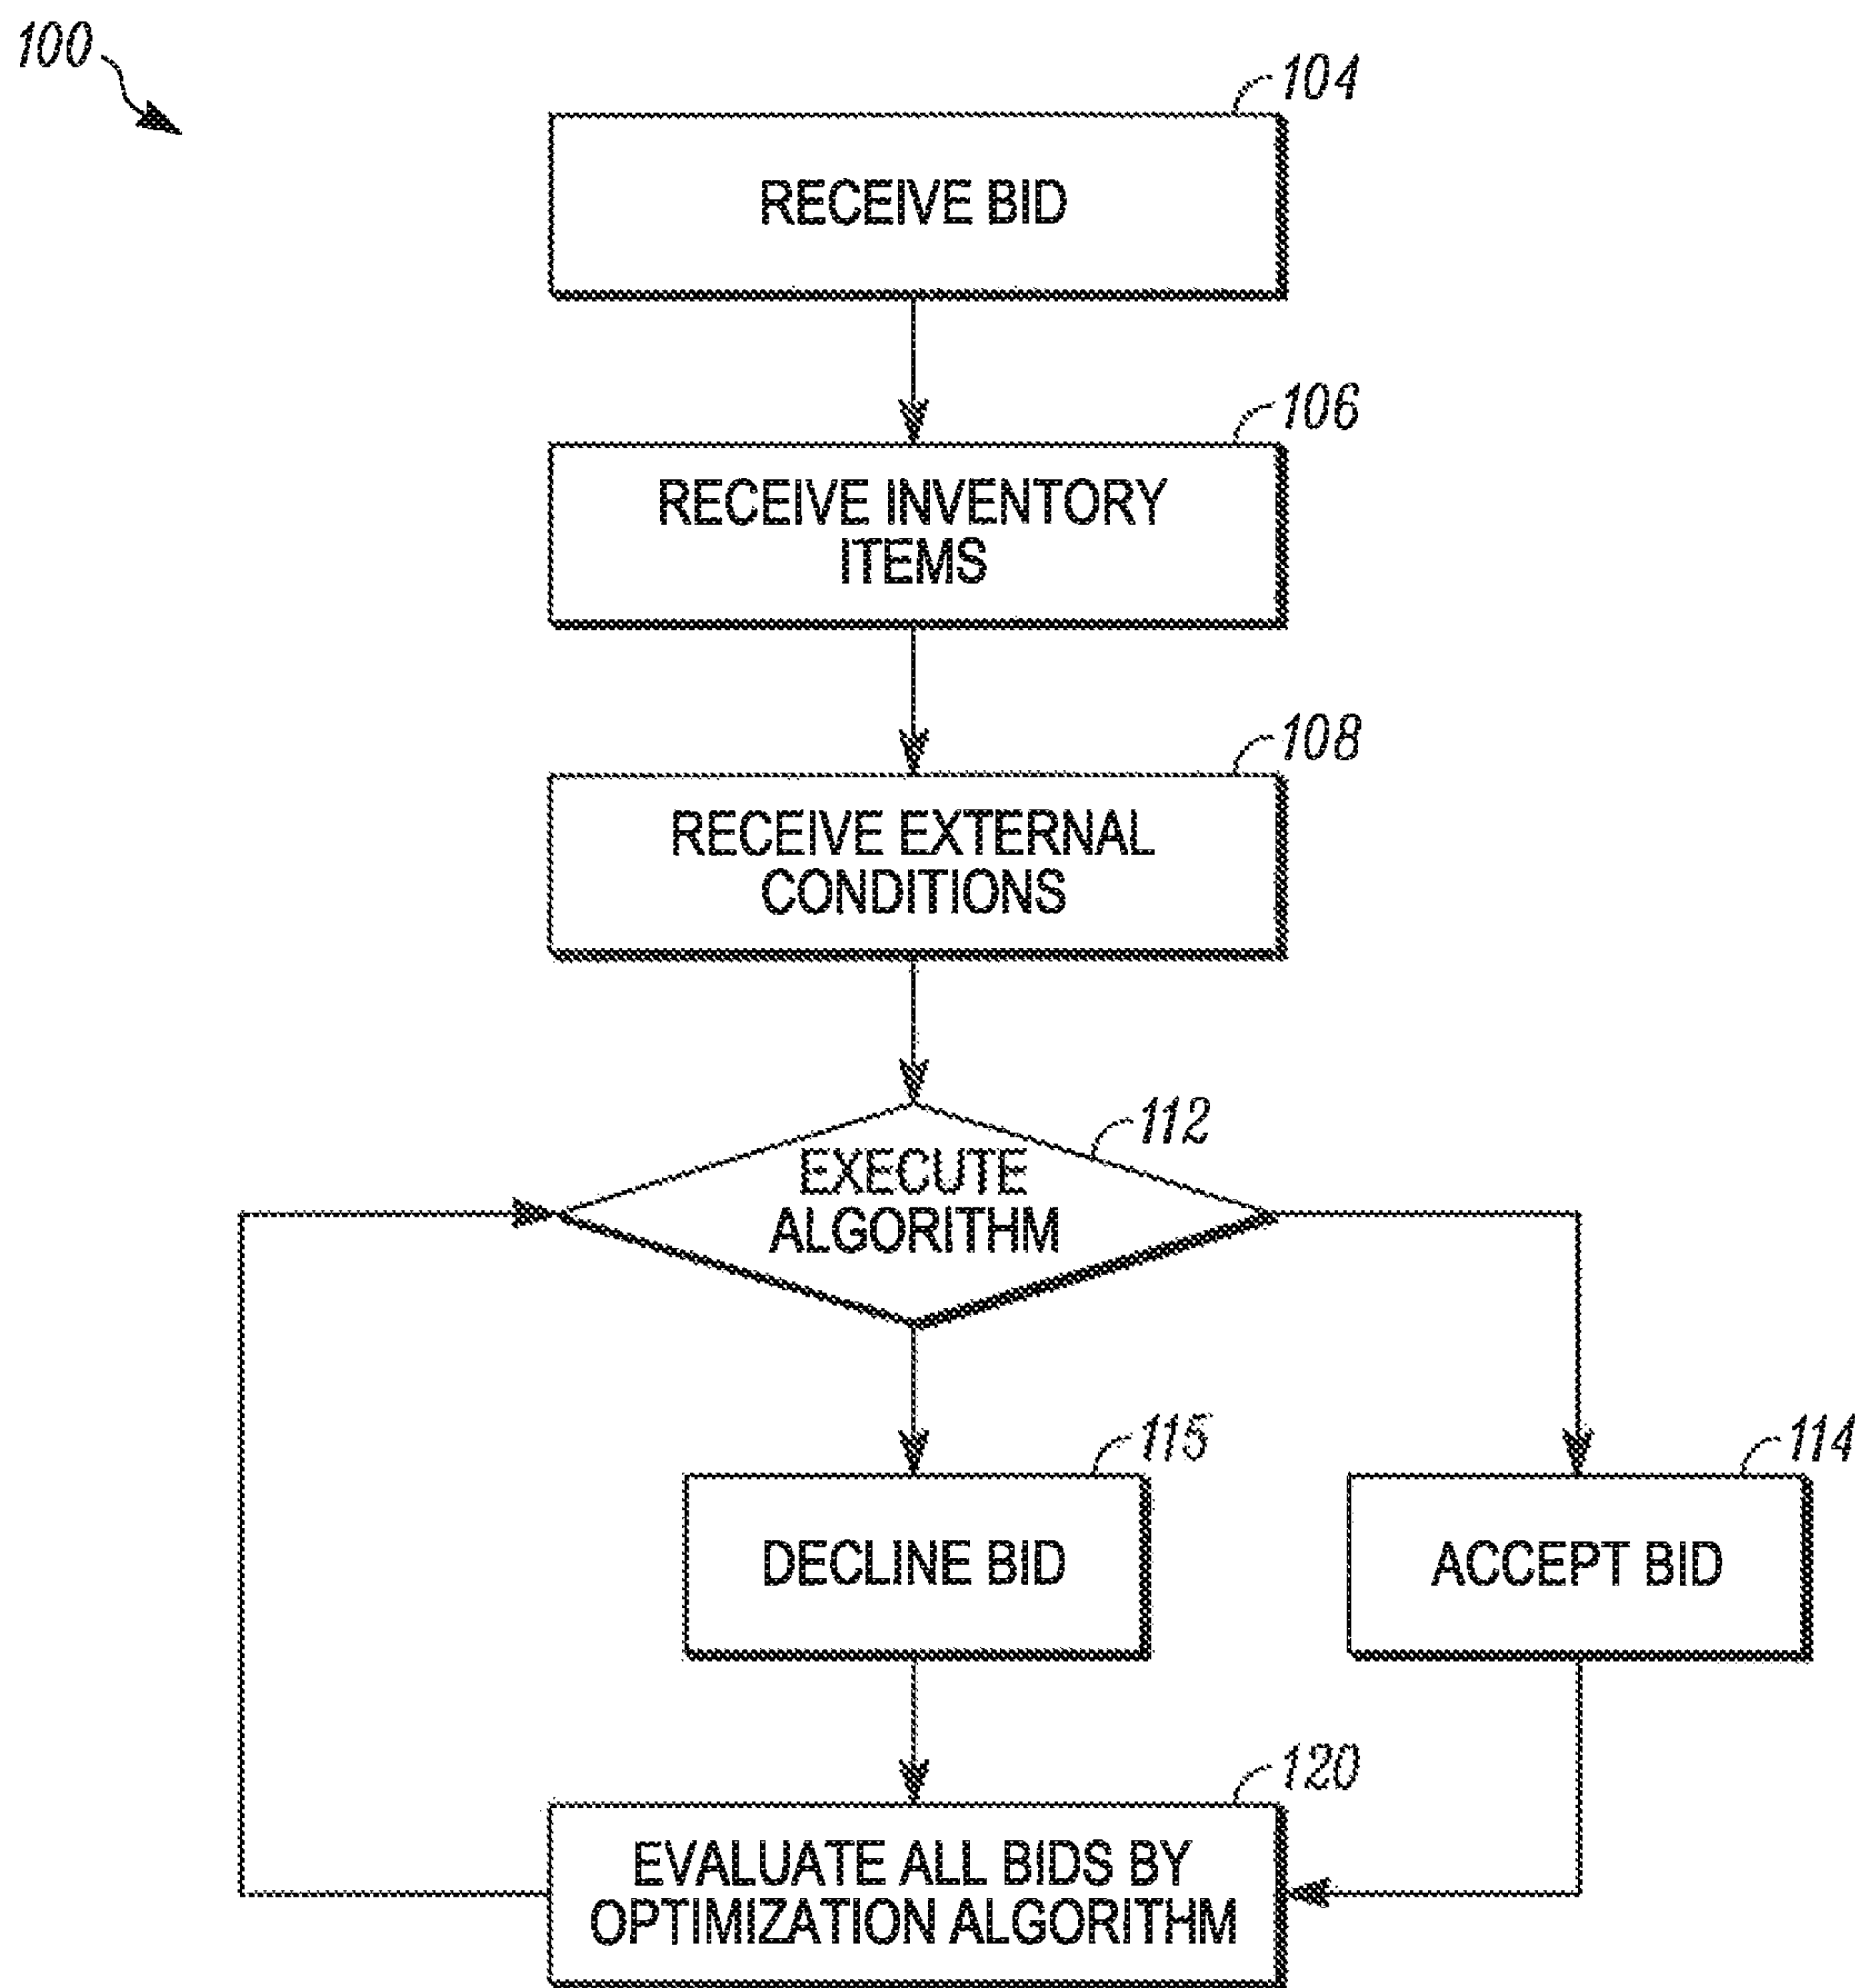 100
104
RECEIVE BID
106
RECEIVE INVENTORY
ITEMS
108
RECEIVE EXTERNAL
CONDITIONS
112
EXECUTE
ALGORITHM
115
114
DECLINE BID
ACCEPT BID
120
EVALUATE ALL BIDS BY
OPTIMIZATION ALGORITHM